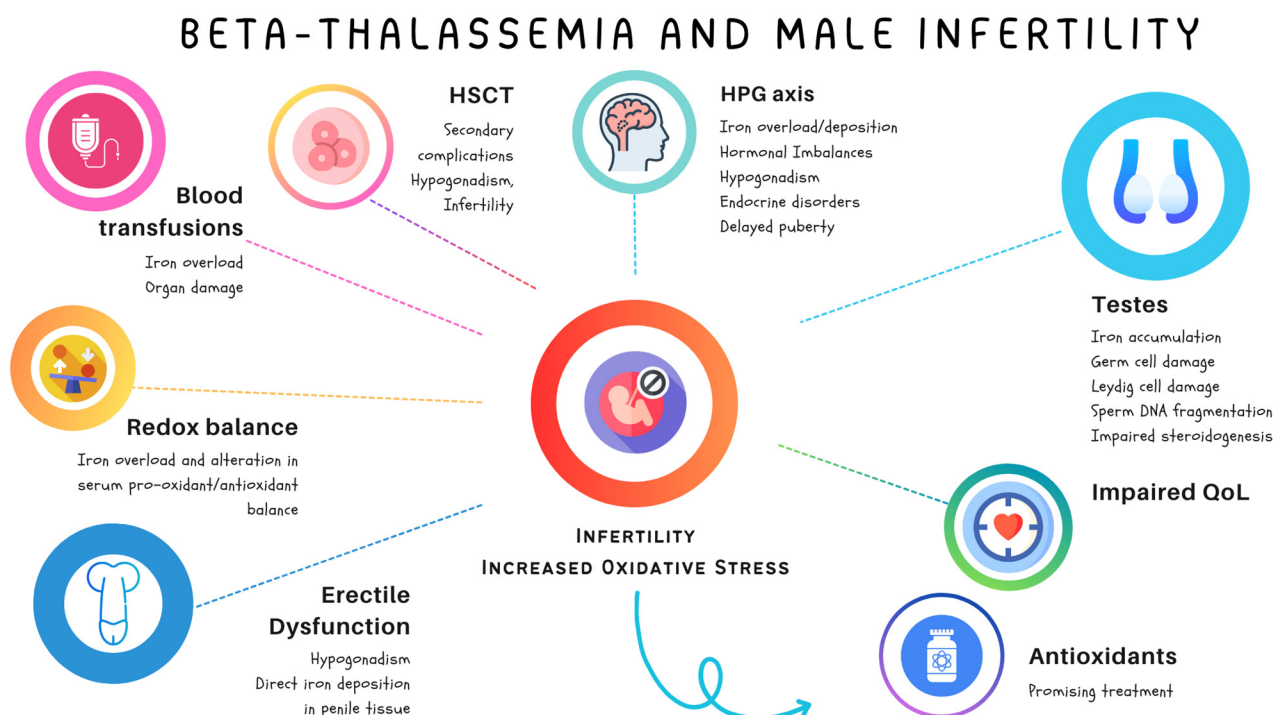 BETA-THALASSEMIA AND MALE INFERTILITY
Blood
transfusions
Iron overload
Organ damage
HSCT
Secondary
complications
Hypogonadism,
Infertility
HPG axis
Iron overload/deposition
Hormonal Imbalances
Hypogonadism
Endocrine disorders
Delayed puberty
Testes
Iron accumulation
Germ cell damage
Leydig cell damage
Sperm DNA fragmentation
Impaired steroidogenesis
Redox balance
Iron overload and alteration in
serum pro-oxidant/antioxidant
balance
Impaired QoL
INFERTILITY
INCREASED OXIDATIVE STRESS
Erectile
Dysfunction
Hypogonadism
Direct iron deposition
in penile tissue
Antioxidants
Promising treatment